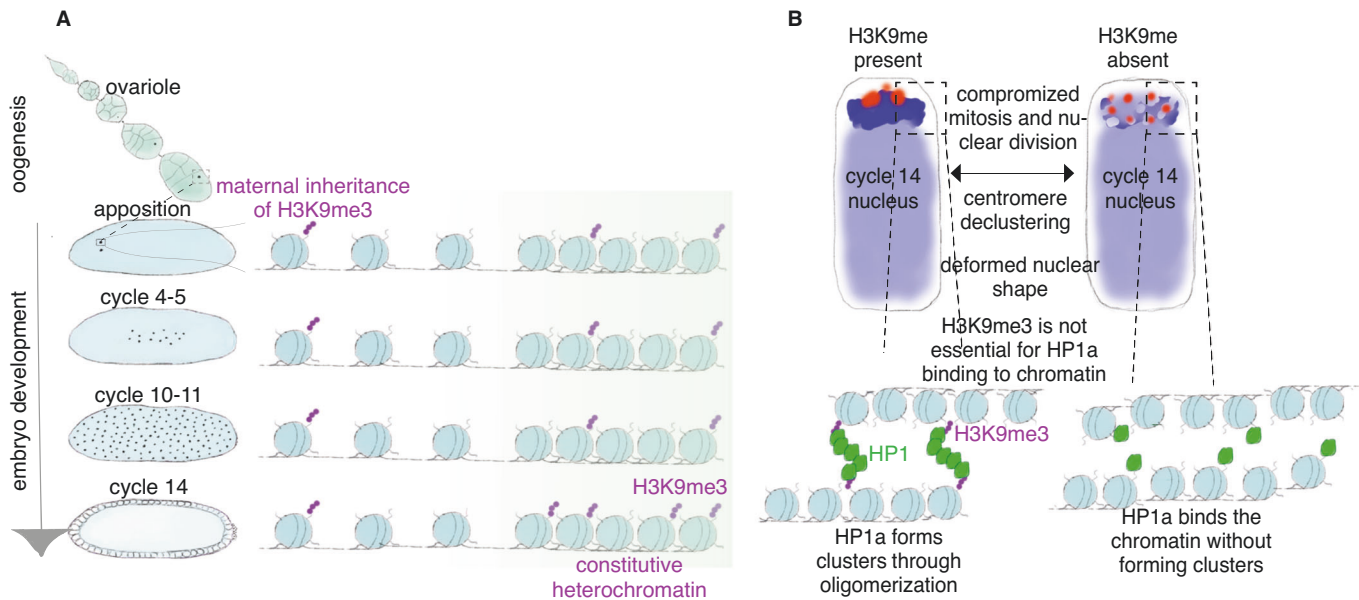 A
oogenesis
ovariole
maternal inheritance
of H3K9me3
apposition
embryo development
cycle 4-5
cycle 10-11
cycle 14
H3K9me3
constitutive
heterochromatin
B
H3K9me
present
H3K9me
absent
compromized
mitosis and nu-
clear division
cycle 14
nucleus
cycle 14
nucleus
centromere
declustering
deformed nuclear
shape
H3K9me3 is not
essential for HP1a
binding to chromatin
H3K9me3
HP1
HP1a forms
clusters through
oligomerization
HP1a binds the
chromatin without
forming clusters